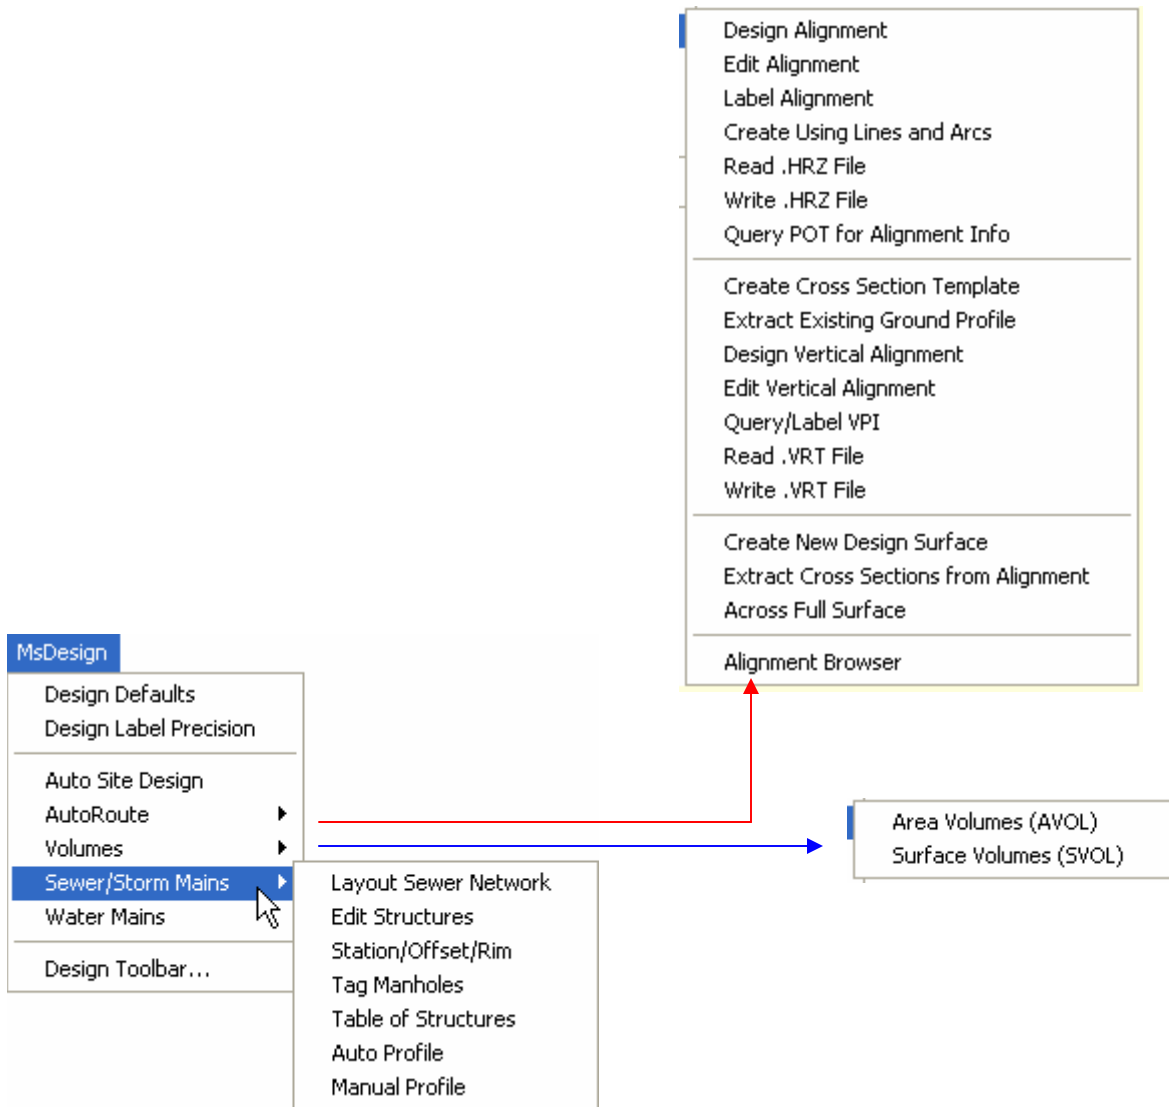 Design Alignment
Edit Alignment
Label Alignment
Create Using Lines and Arcs
Read .HRZ File
Write .HRZ File
Query POT for Alignment Info
Create Cross Section Template
Extract Existing Ground Profile
Design Vertical Alignment
Edit Vertical Alignment
Query/Label VPI
Read .VRT File
Write .VRT File
Create New Design Surface
Extract Cross Sections from Alignment
Across Full Surface
Alignment Browser
MsDesign
Design Defaults
Design Label Precision
Auto Site Design
AutoRoute
Volumes
Sewer/Storm Mains
Water Mains
Design Toolbar...
Layout Sewer Network
Edit Structures
Station/Offset/Rim
Tag Manholes
Table of Structures
Auto Profile
Manual Profile
Area Volumes (AVOL)
Surface Volumes (SVOL)